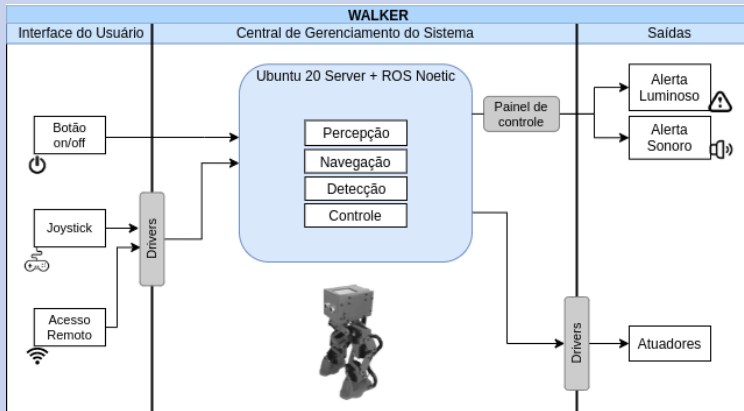 WALKER
Interface do Usuário
Central de Gerenciamento do Sistema
Saídas
Ubuntu 20 Server + ROS Noetic
Percepção
Navegação
Detecção
Controle
Botão
on/off
Joystick
Acesso
Remoto
Drivers
Painel de
controle
Alerta
Luminoso
Alerta
Sonoro
Drivers
Atuadores